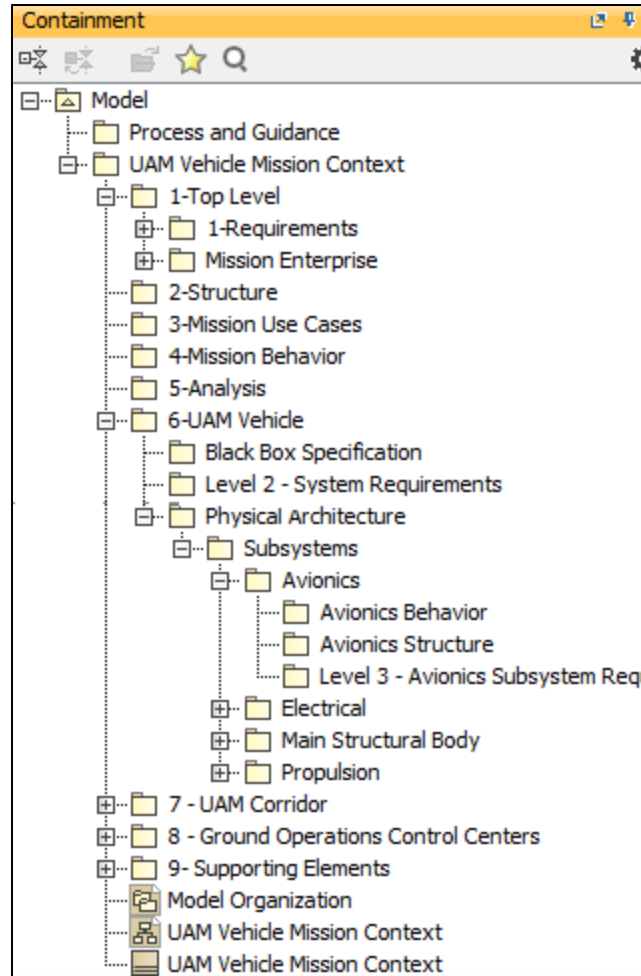 Containment
Model
Process and Guidance
UAM Vehicle Mission Context
1-Top Level
1-Requirements
Mission Enterprise
2-Structure
3-Mission Use Cases
4-Mission Behavior
5-Analysis
6-UAM Vehicle
Black Box Specification
Level 2 - System Requirements
Physical Architecture
Subsystems
Avionics
Avionics Behavior
Avionics Structure
Level 3 - Avionics Subsystem Requ
Electrical
Main Structural Body
Propulsion
7 - UAM Corridor
8 - Ground Operations Control Centers
9- Supporting Elements
Model Organization
UAM Vehicle Mission Context
UAM Vehicle Mission Context